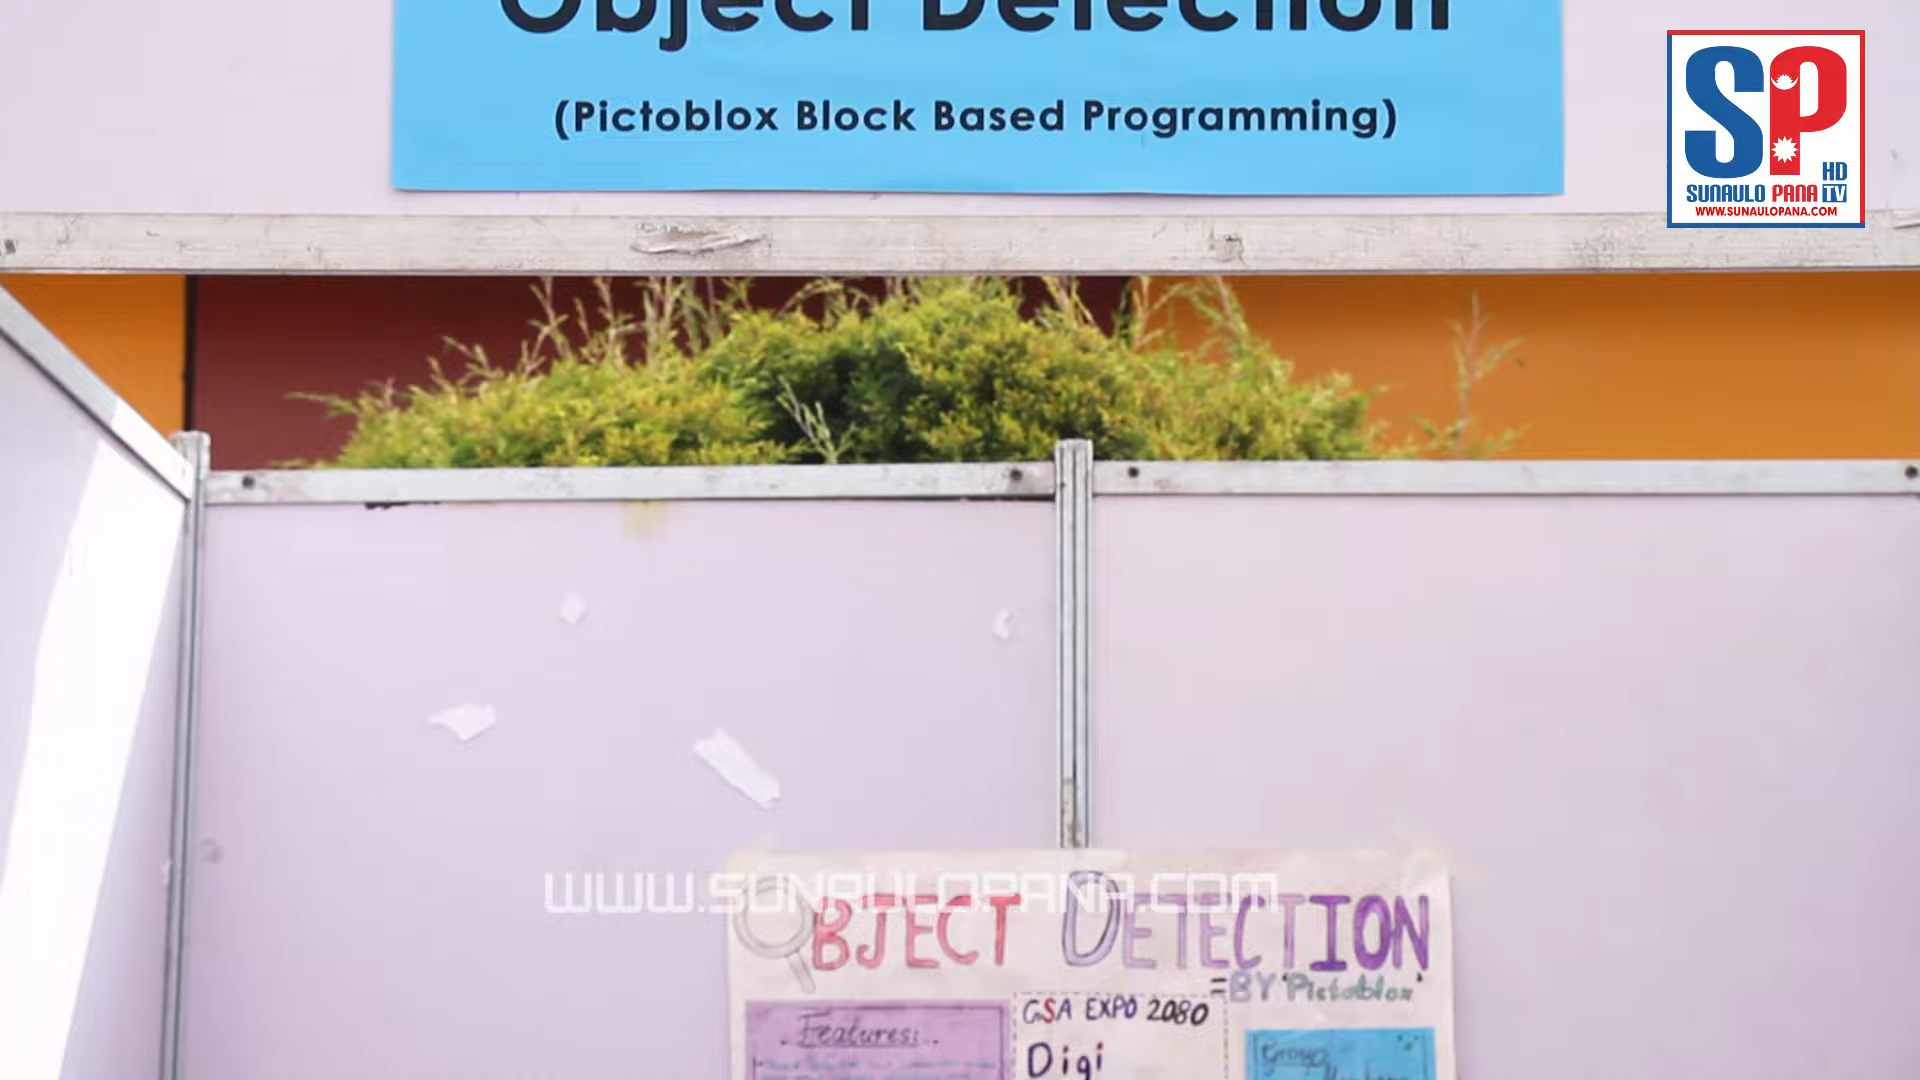 Object Detection
(Pictoblox Block Based Programming)
SP
HD
SUNAULO PANA TV
WWW.SUNAULOPANA.COM
WWW.SUNAULOPANA.COM
OBJECT DETECTION
=BY 'Pictoblox'
GSA EXPO 2080
Features:
Digi
Group